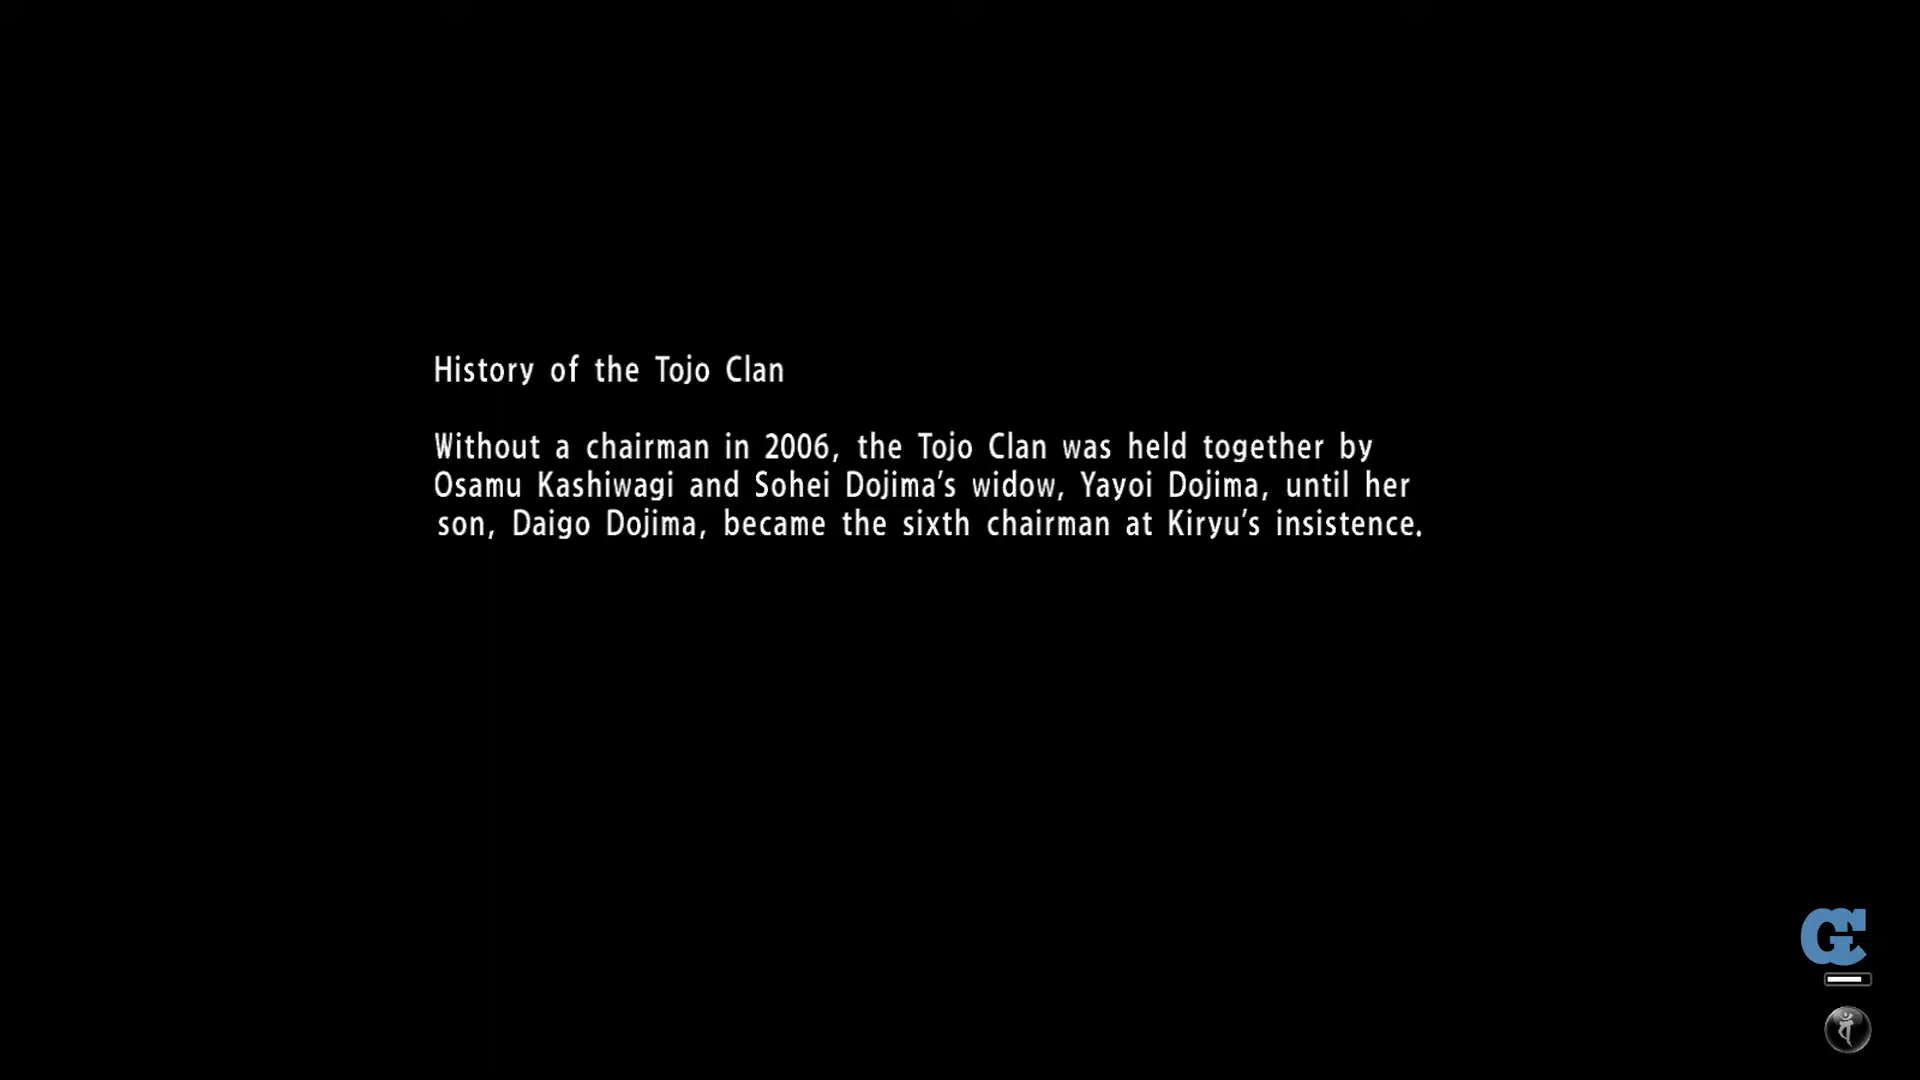 History of the Tojo Clan
Without a chairman in 2006, the Tojo Clan was held together by
Osamu Kashiwagi and Sohei Dojima’s widow, Yayoi Dojima, until her
son, Daigo Dojima, became the sixth chairman at Kiryu’s insistence.
GC